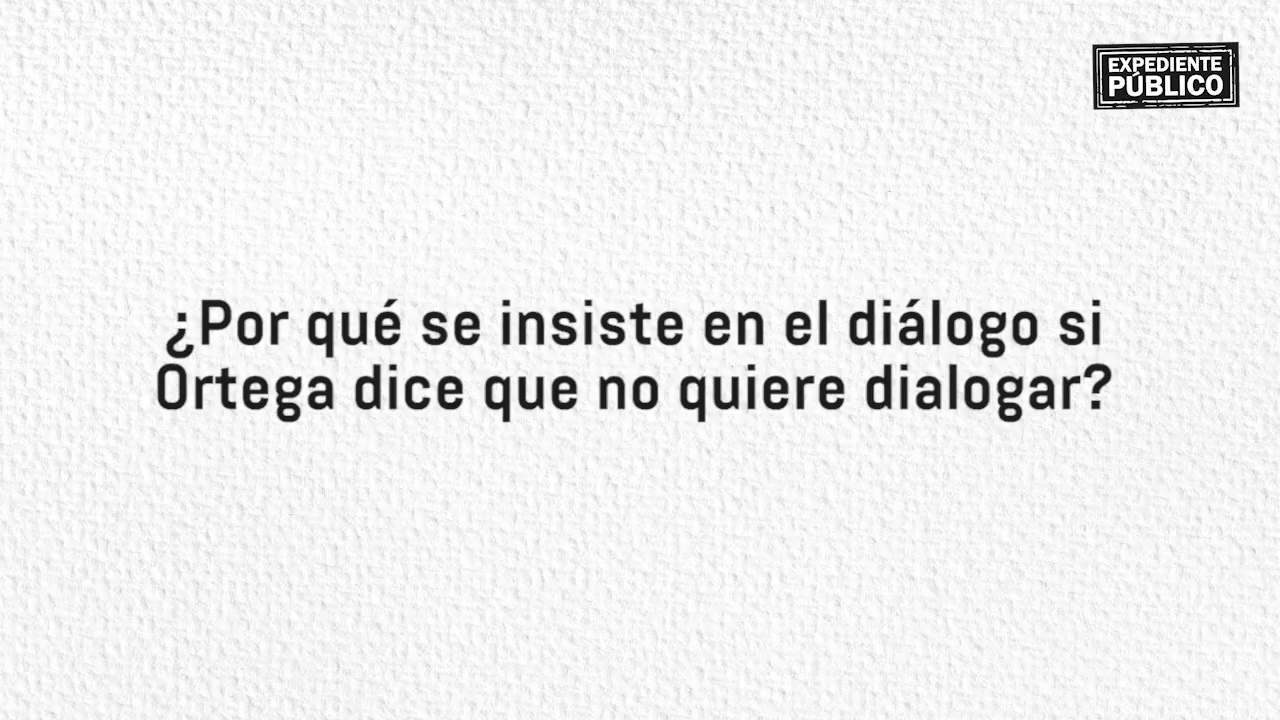 EXPEDIENTE
PÚBLICO
¿Por qué se insiste en el diálogo si
Ortega dice que no quiere dialogar?